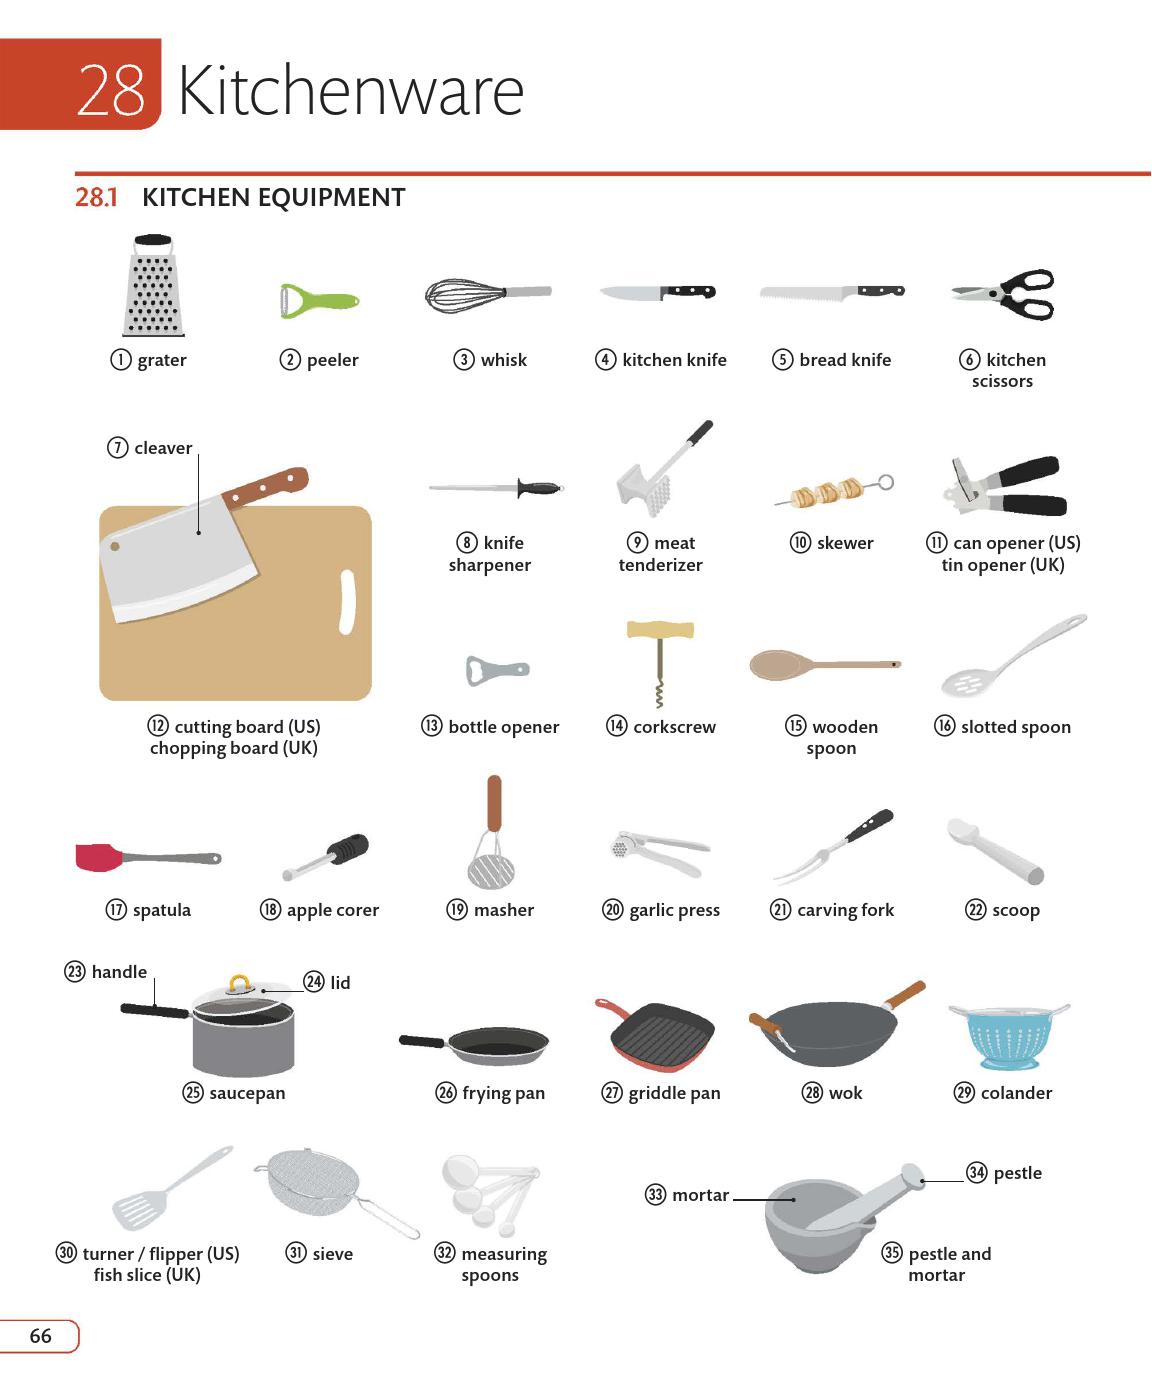 28 Kitchenware
28.1 KITCHEN EQUIPMENT
1 grater
2 peeler
3 whisk
4 kitchen knife
5 bread knife
6 kitchen
scissors
7 cleaver
8 knife
sharpener
9 meat
tenderizer
10 skewer
11 can opener (US)
tin opener (UK)
12 cutting board (US)
chopping board (UK)
13 bottle opener
14 corkscrew
15 wooden
spoon
16 slotted spoon
17 spatula
18 apple corer
19 masher
20 garlic press
21 carving fork
22 scoop
23 handle
24 lid
25 saucepan
26 frying pan
27 griddle pan
28 wok
29 colander
30 turner / flipper (US)
fish slice (UK)
31 sieve
32 measuring
spoons
33 mortar
34 pestle
35 pestle and
mortar
66